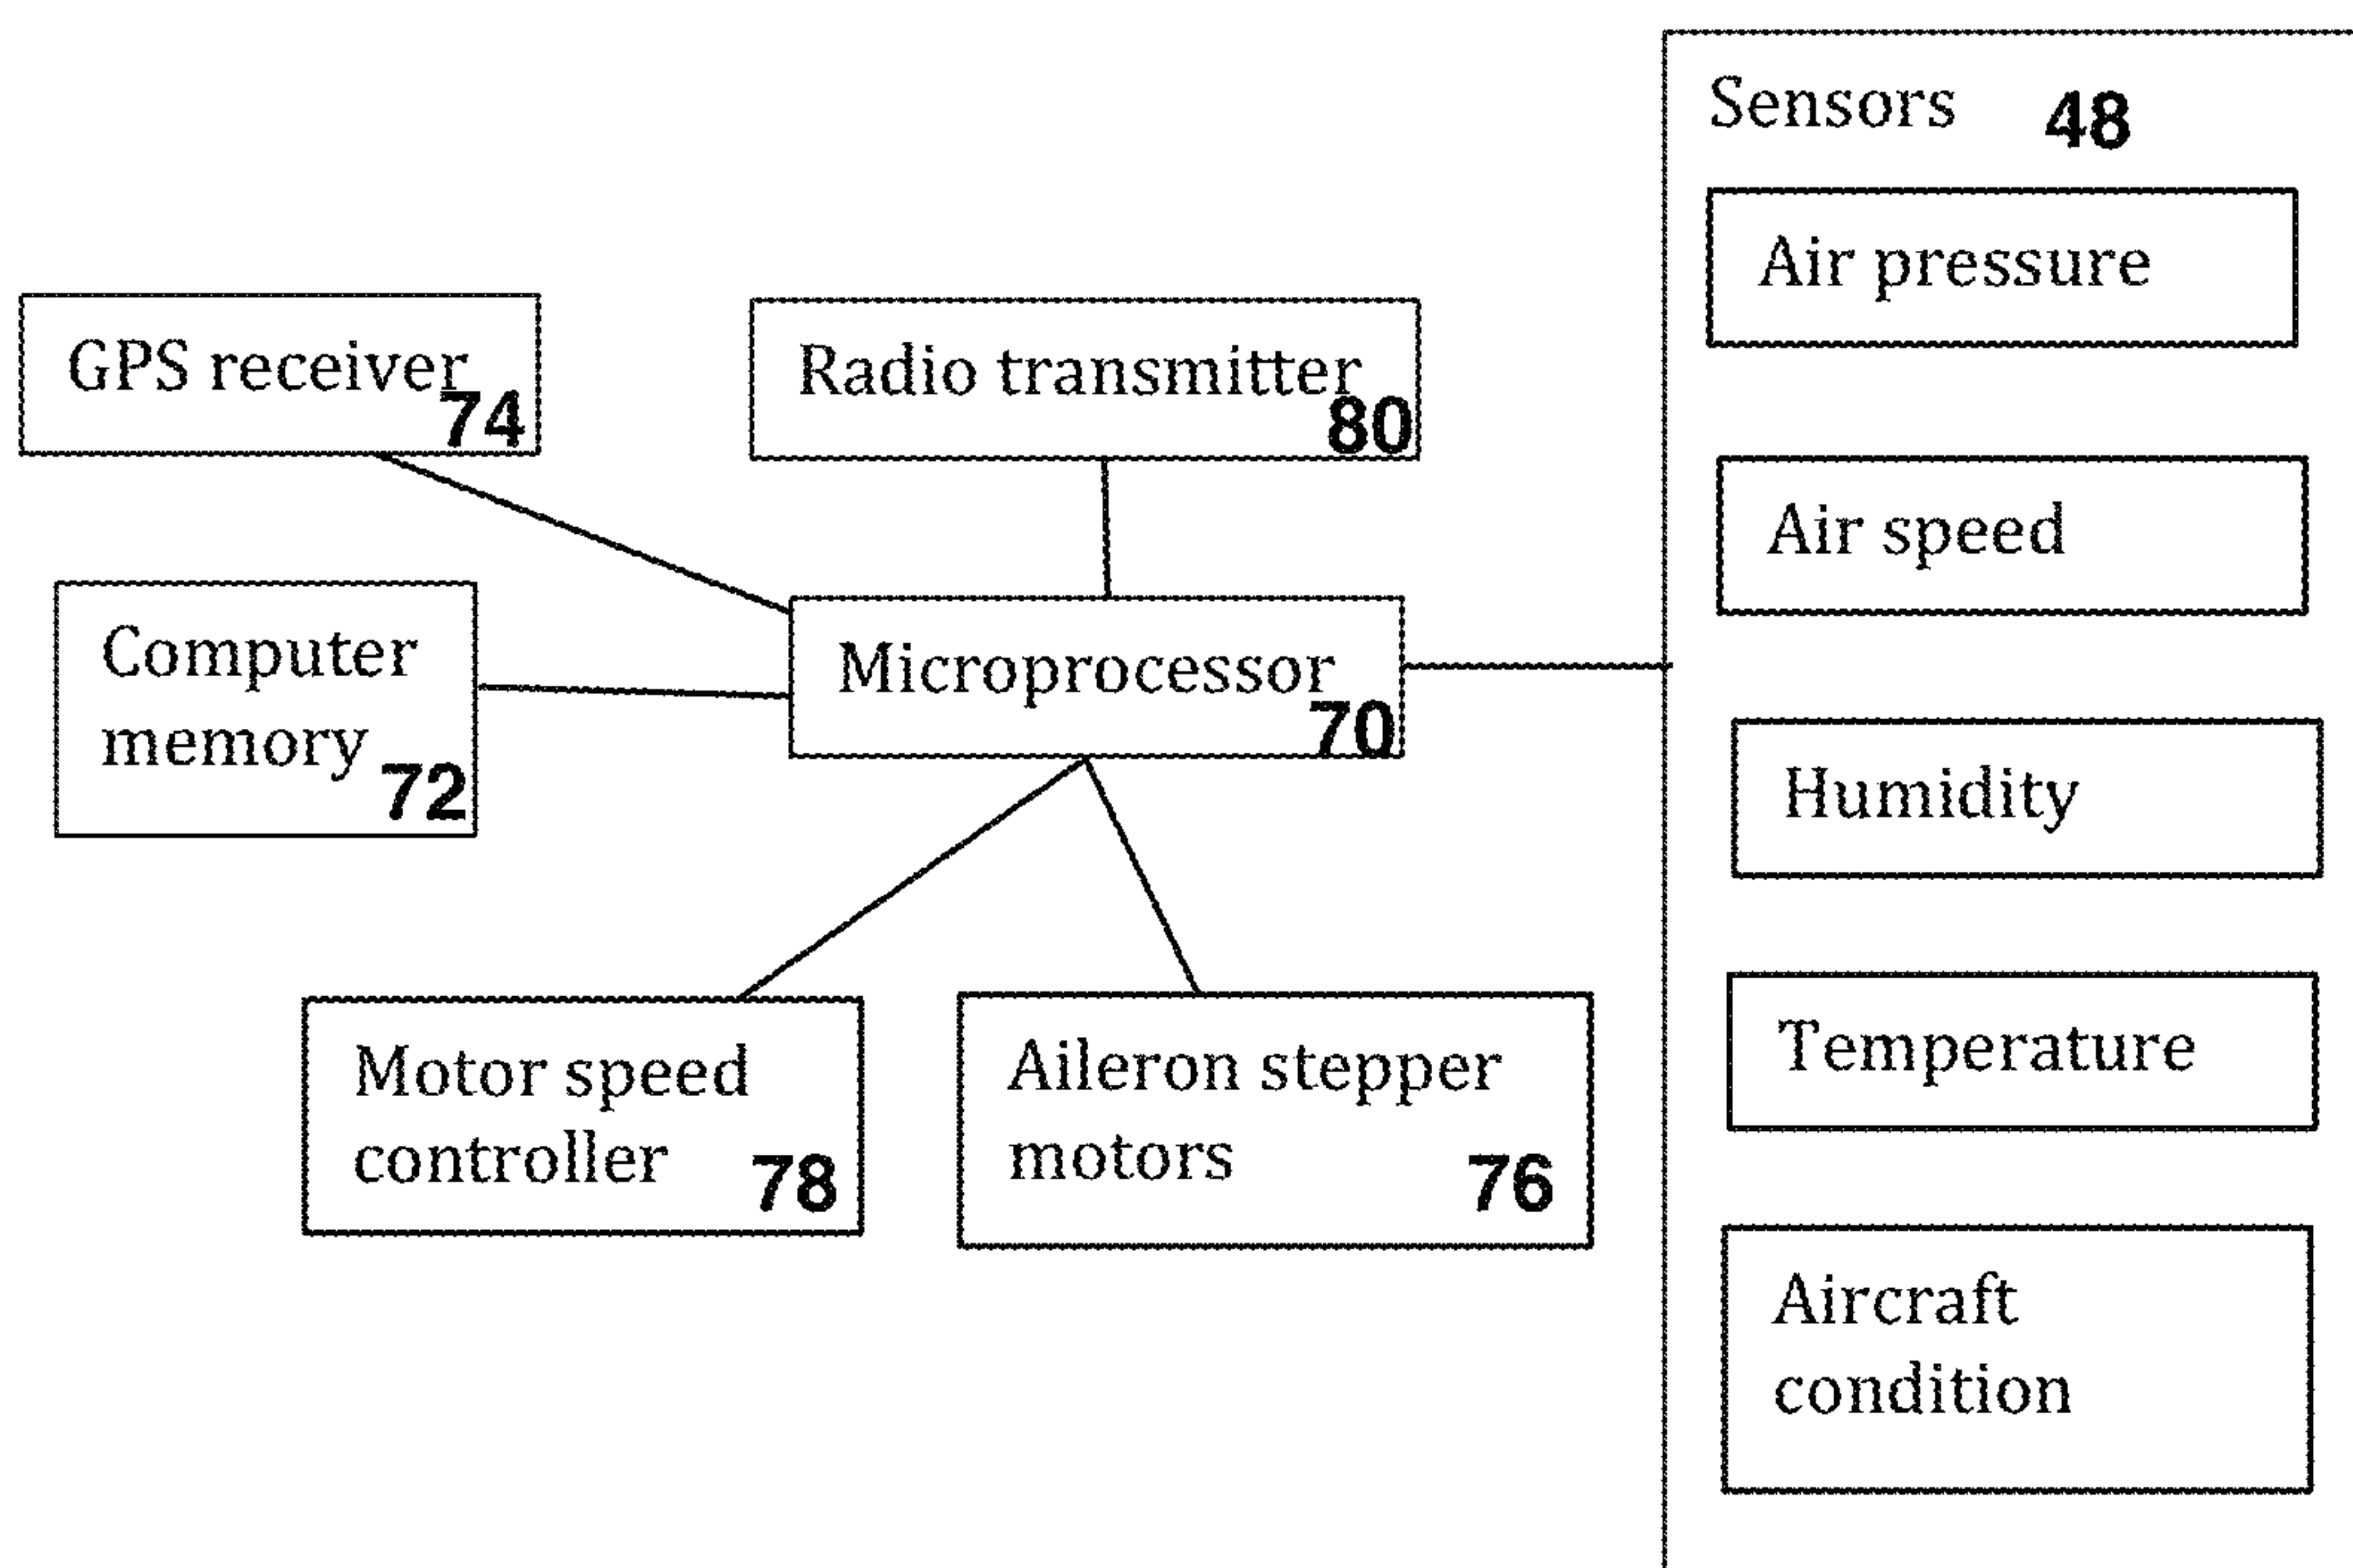 Sensors 48
Air pressure
GPS receiver
74
Radio transmitter
80
Air speed
Computer
memory
72
Microprocessor
70
Humidity
Motor speed
controller 78
Aileron stepper
motors 76
Temperature
Aircraft
condition